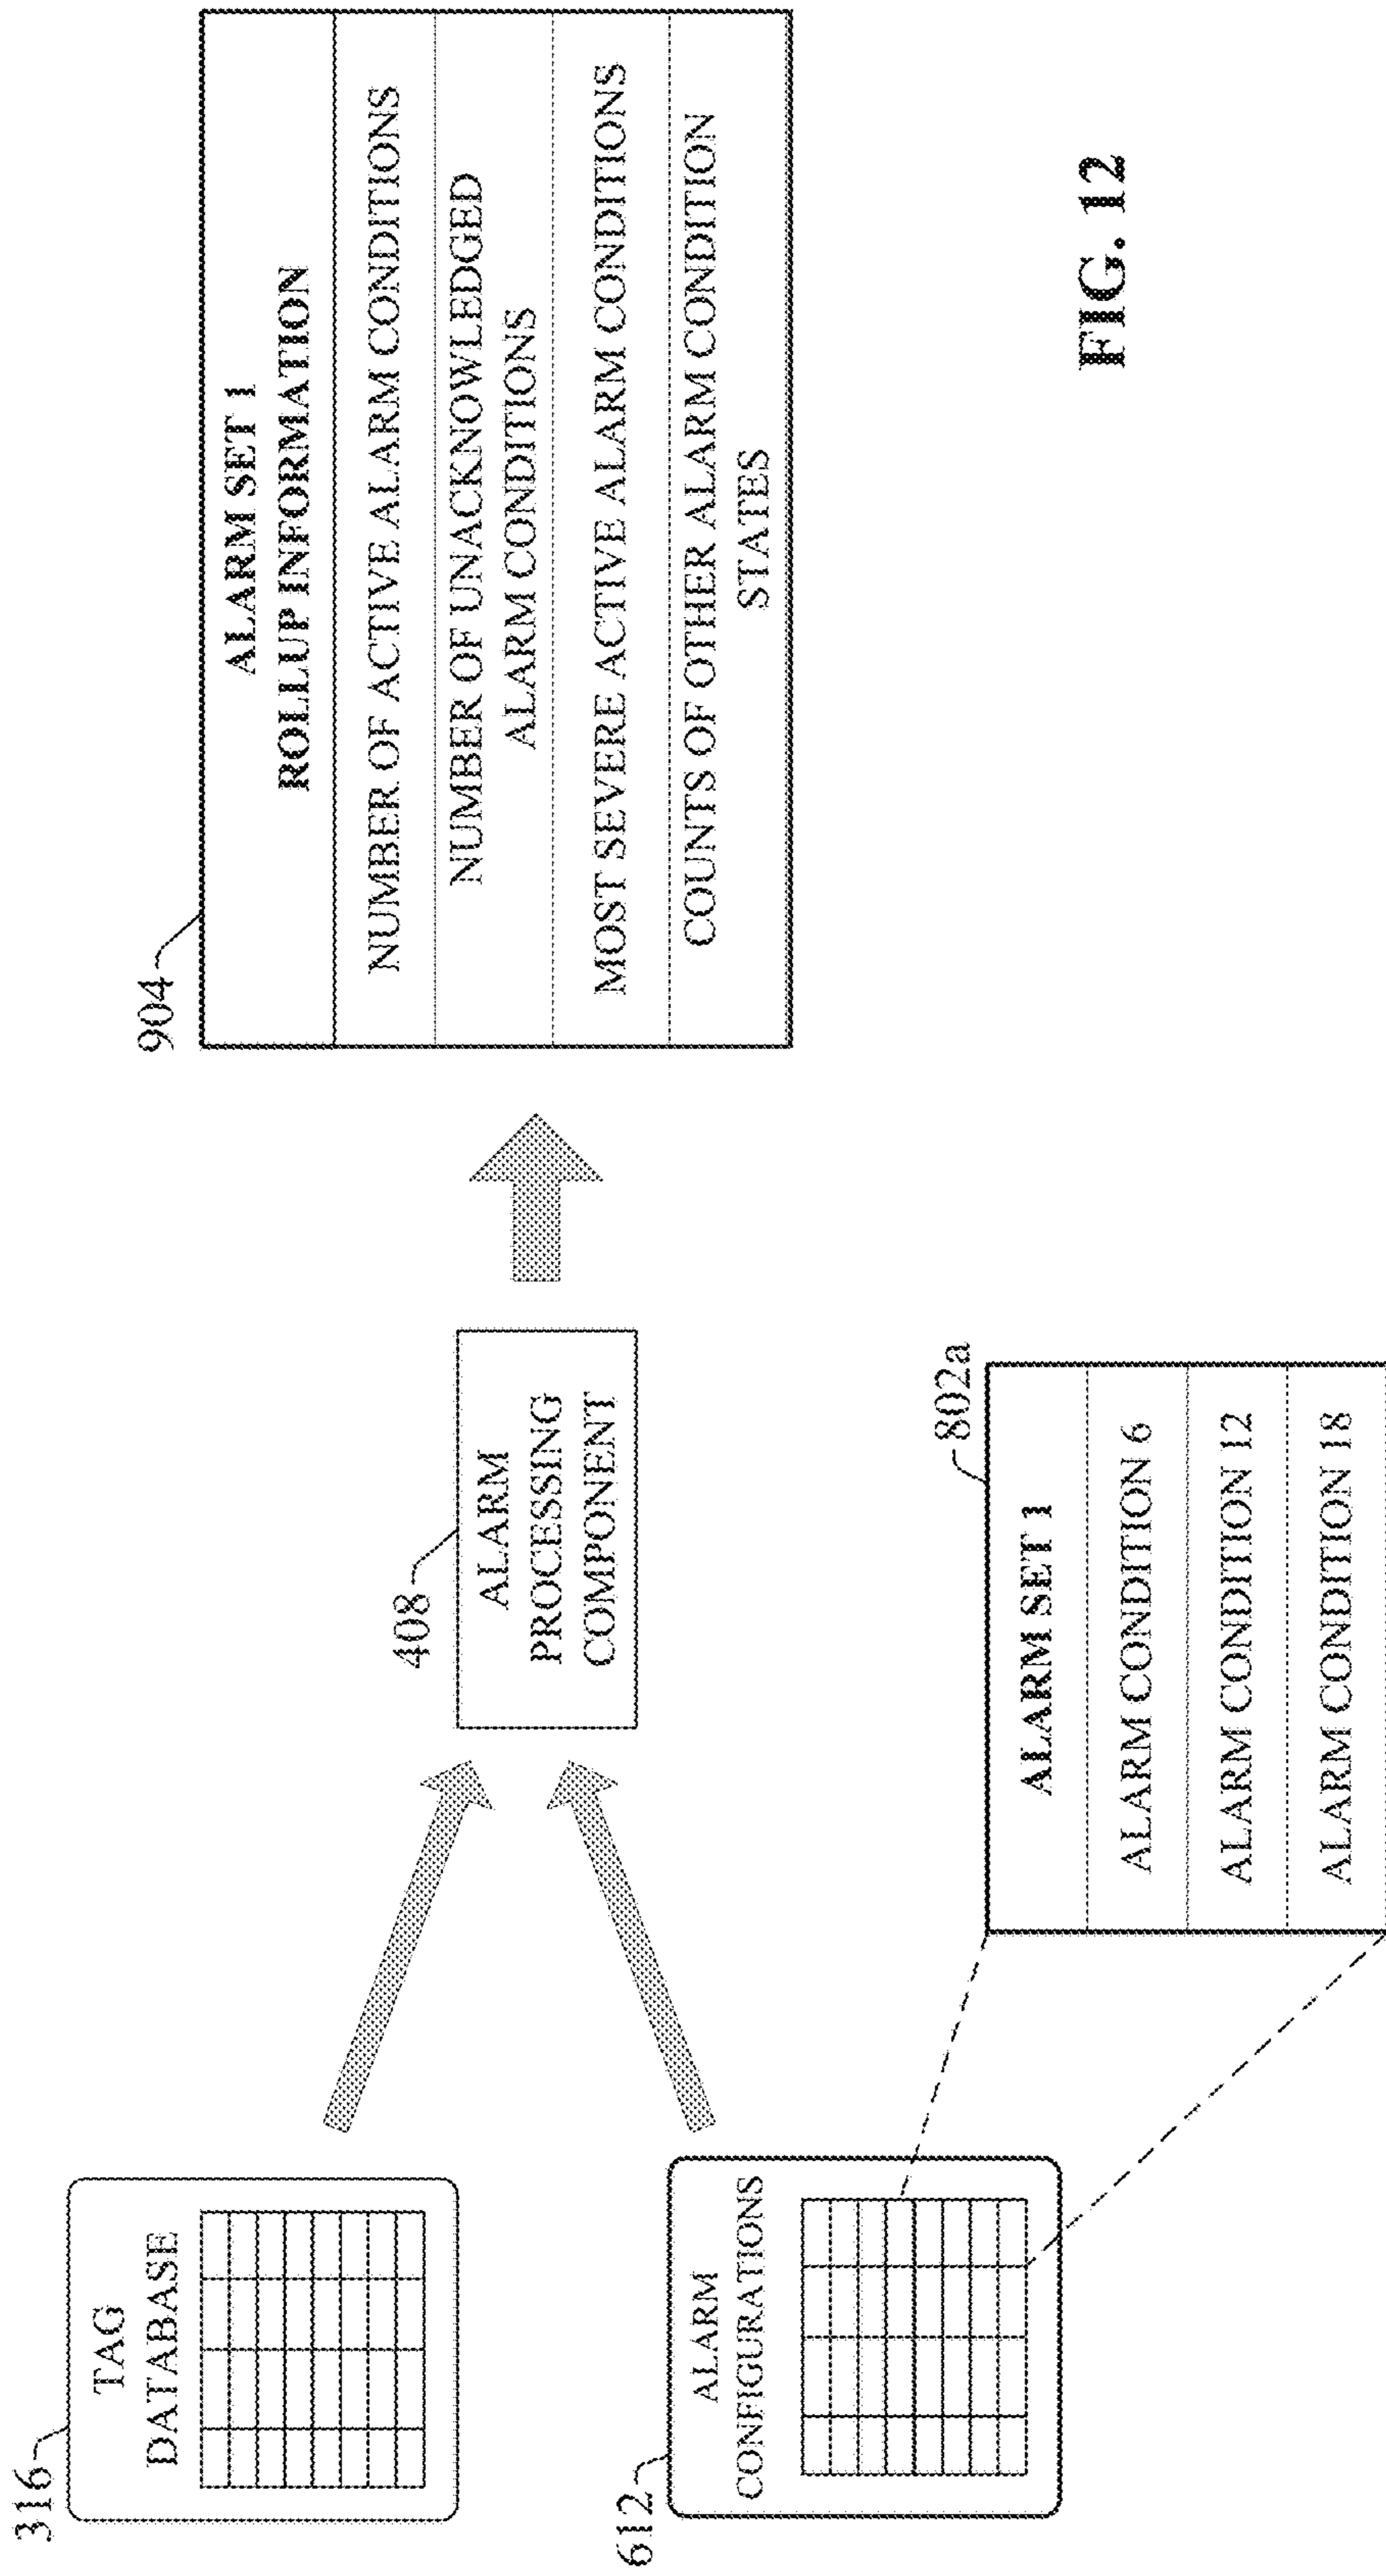 316
TAG
DATABASE
612
ALARM
CONFIGURATIONS
408
ALARM
PROCESSING
COMPONENT
802a
ALARM SET 1
ALARM CONDITION 6
ALARM CONDITION 12
ALARM CONDITION 18
904
ALARM SET 1
ROLLUP INFORMATION
NUMBER OF ACTIVE ALARM CONDITIONS
NUMBER OF UNACKNOWLEDGED
ALARM CONDITIONS
MOST SEVERE ACTIVE ALARM CONDITIONS
COUNTS OF OTHER ALARM CONDITION
STATES
FIG. 12